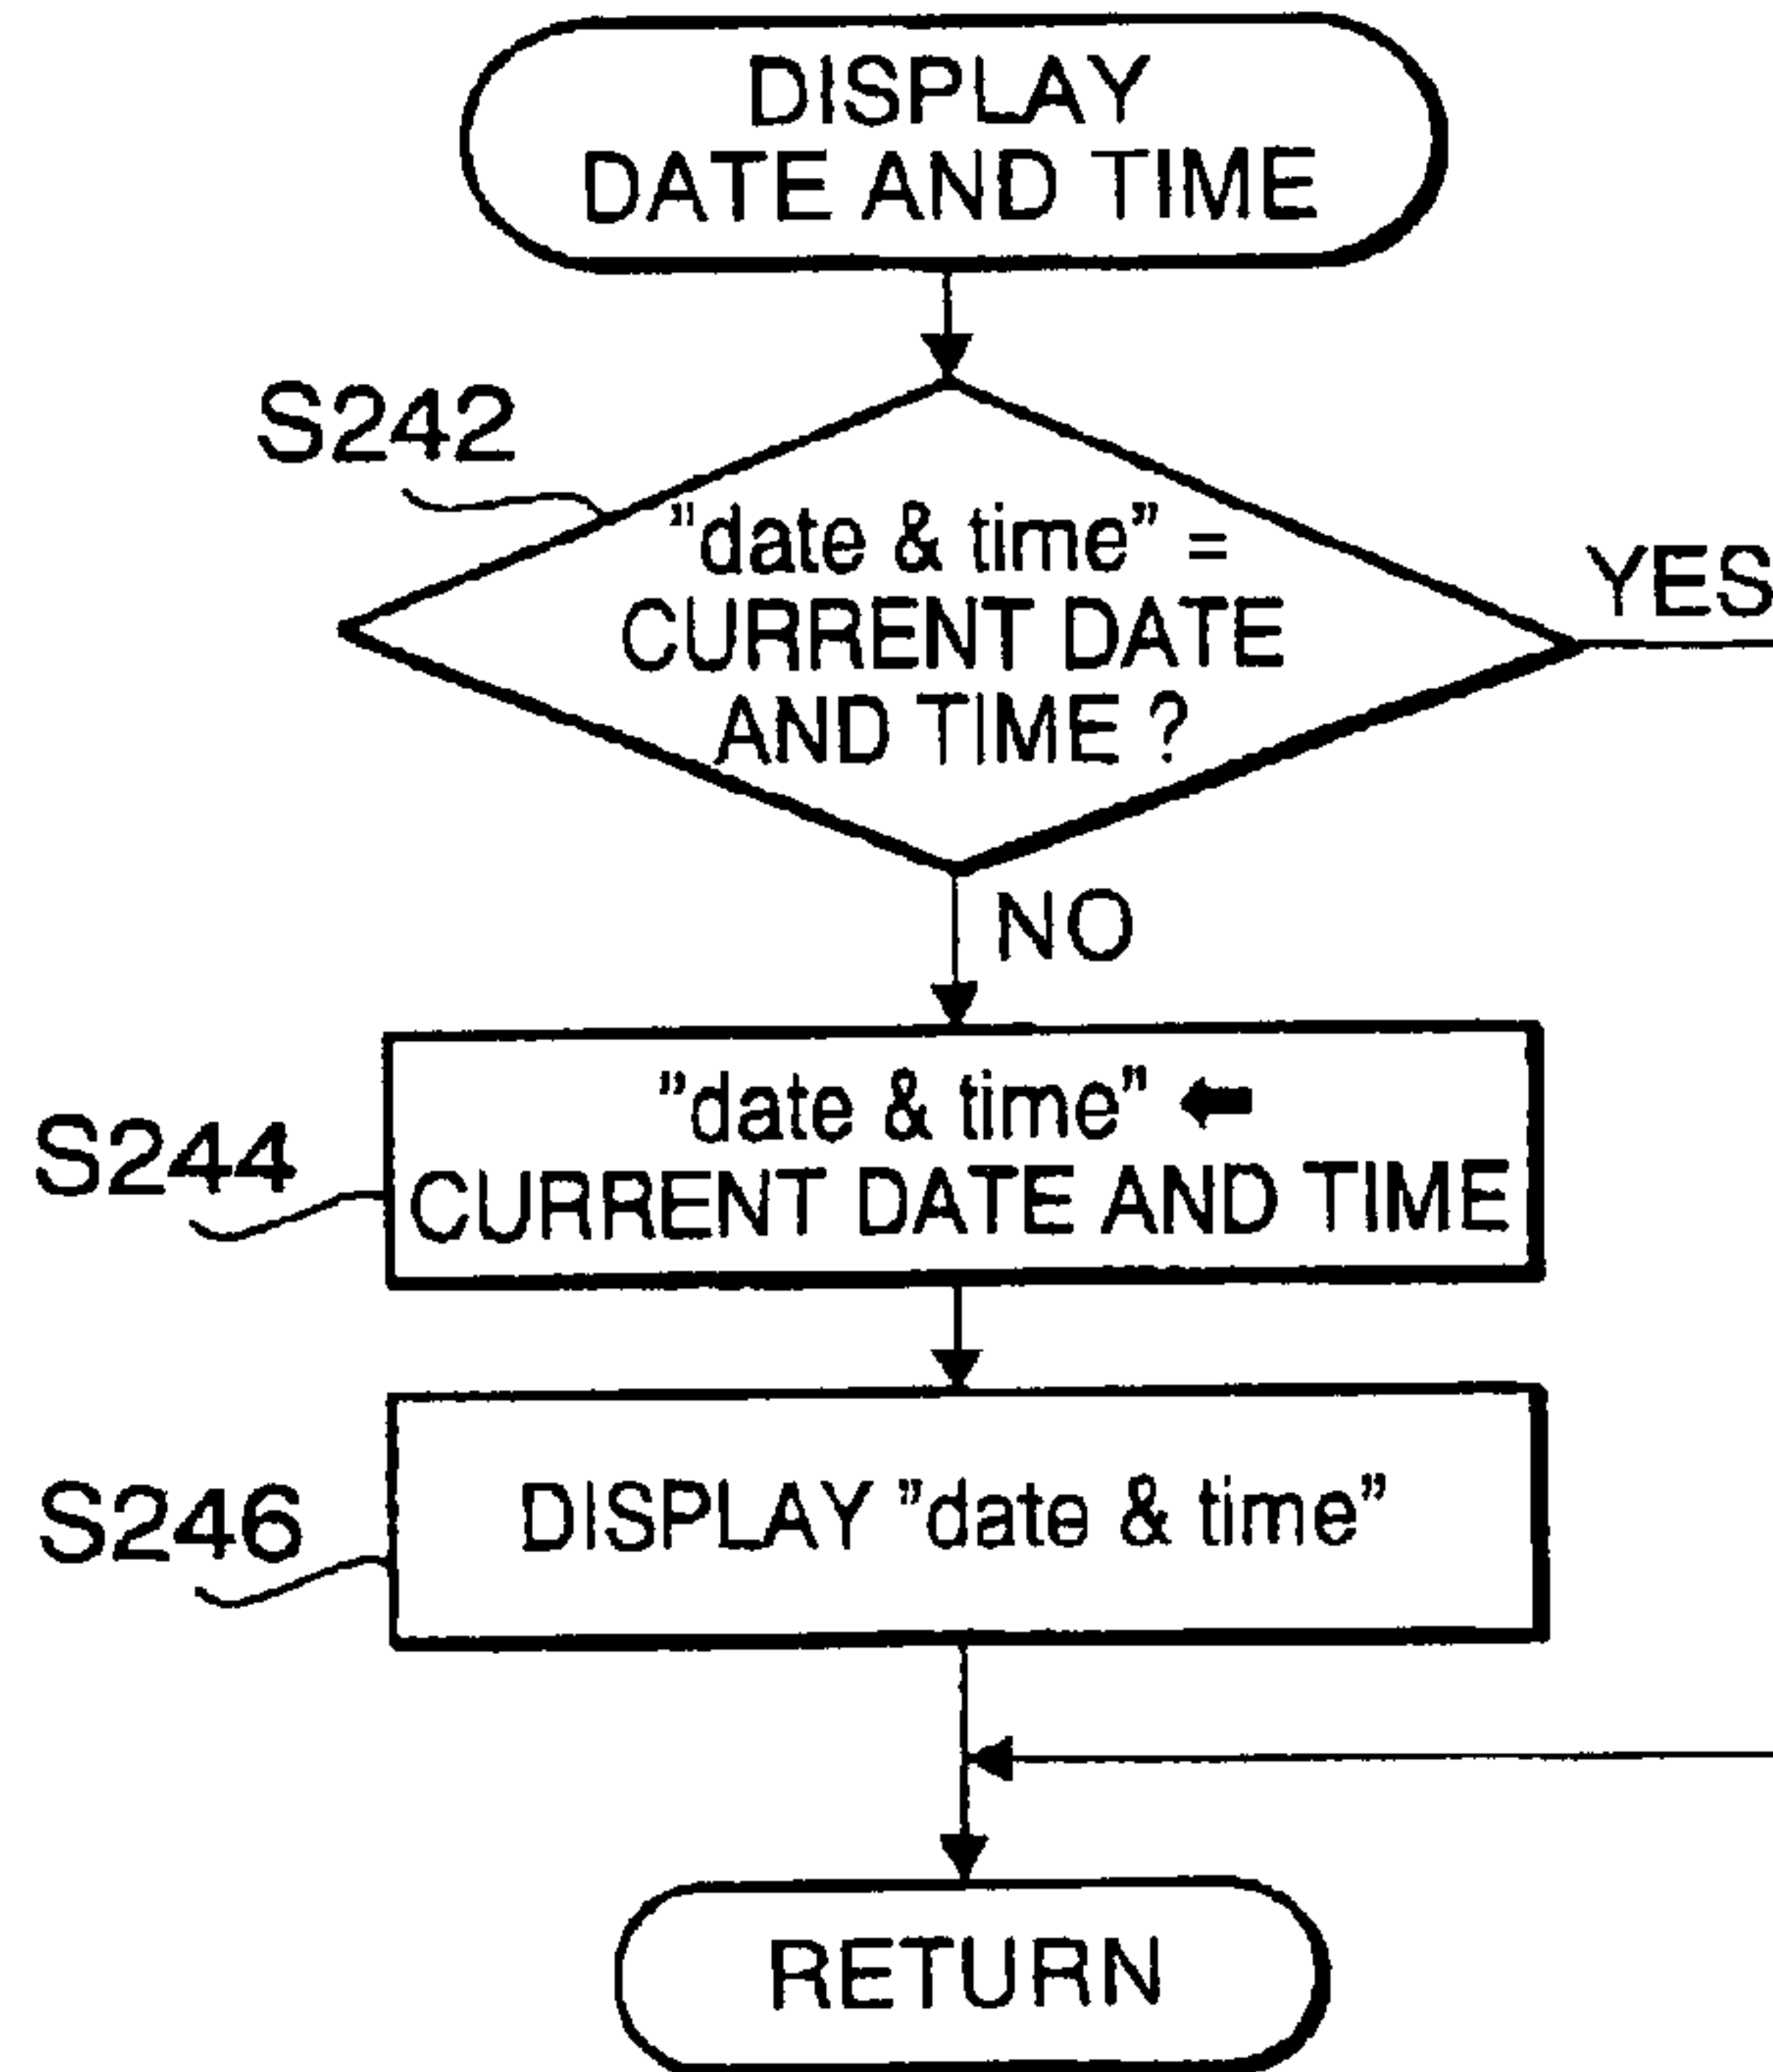 DISPLAY
DATE AND TIME
S242
"date & time" =
CURRENT DATE
AND TIME ?
YES
NO
S244
"date & time" ←
CURRENT DATE AND TIME
S246
DISPLAY "date & time"
RETURN